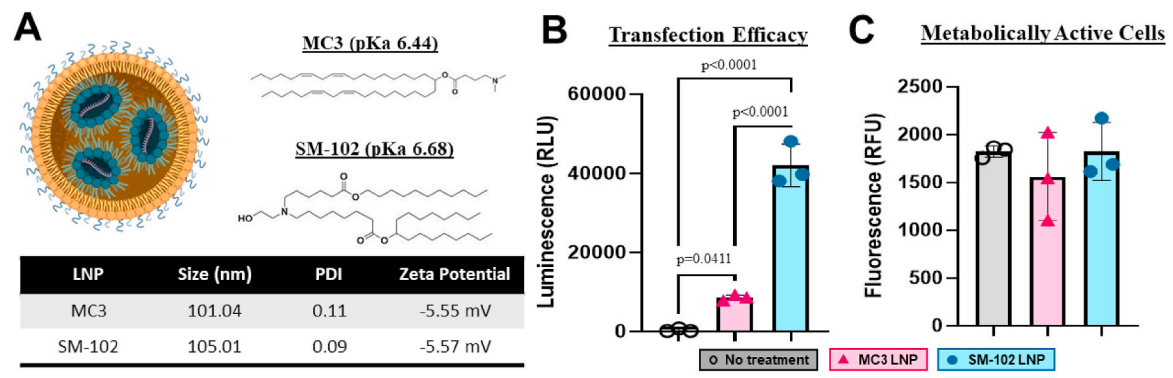 A
MC3 (pKa 6.44)
O
O
N
SM-102 (pKa 6.68)
O
O
HO
N
O
O
LNP Size (nm) PDI Zeta Potential
MC3 101.04 0.11 -5.55 mV
SM-102 105.01 0.09 -5.57 mV
B Transfection Efficacy
p<0.0001
p<0.0001
p=0.0411
Luminescence (RLU)
60000
40000
20000
0
C Metabolically Active Cells
Fluorescence (RFU)
2500
2000
1500
1000
500
0
No treatment MC3 LNP SM-102 LNP